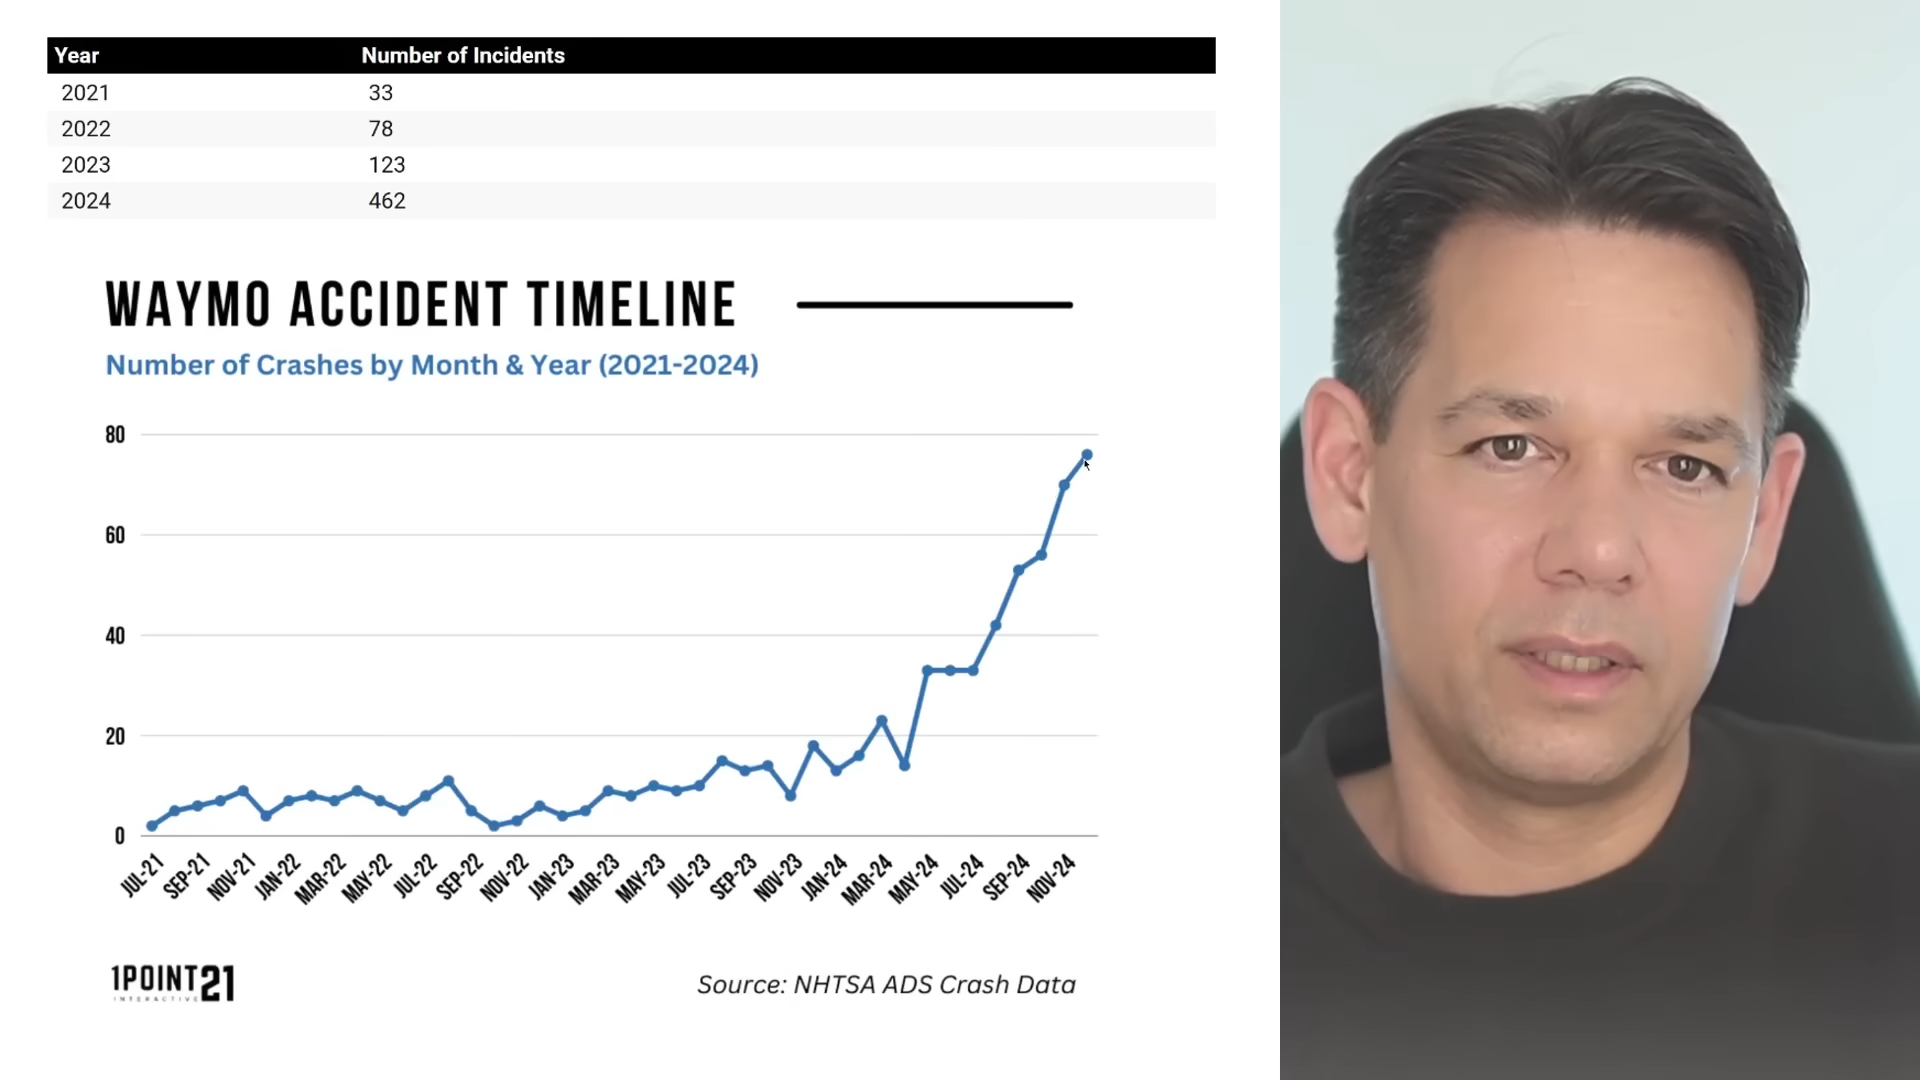 Year Number of Incidents
2021 33
2022 78
2023 123
2024 462
WAYMO ACCIDENT TIMELINE
Number of Crashes by Month & Year (2021-2024)
80
60
40
20
0
JUL-21 SEP-21 NOV-21 JAN-22 MAR-22 MAY-22 JUL-22 SEP-22 NOV-22 JAN-23 MAR-23 MAY-23 JUL-23 SEP-23 NOV-23 JAN-24 MAR-24 MAY-24 JUL-24 SEP-24 NOV-24
1POINT21
INTERACTIVE
Source: NHTSA ADS Crash Data